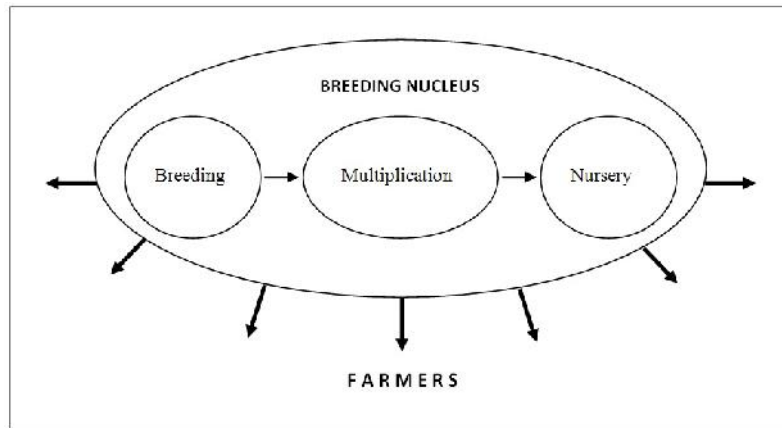 BREEDING NUCLEUS
Breeding
Multiplication
Nursery
FARMERS